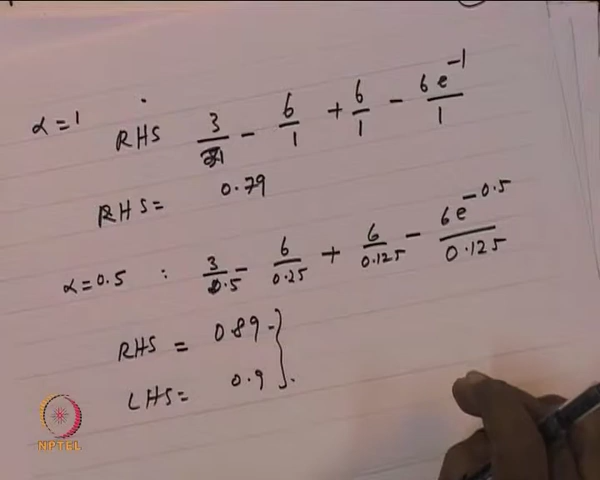 α = 1 RHS 3/1 - 6/1 + 6/1 - 6e^-1/1
RHS = 0.79
α = 0.5 : 3/0.5 - 6/0.25 + 6/0.125 - 6e^-0.5/0.125
RHS = 0.89
LHS = 0.9
NPTEL